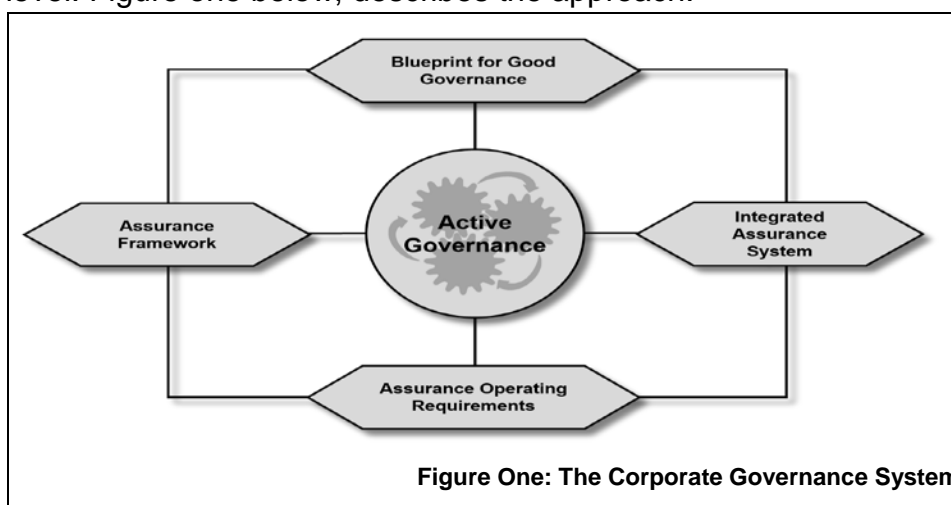 level. Figure one below, describes the approach.
Blueprint for Good
Governance
Assurance
Framework
Active
Governance
Integrated
Assurance
System
Assurance Operating
Requirements
Figure One: The Corporate Governance System